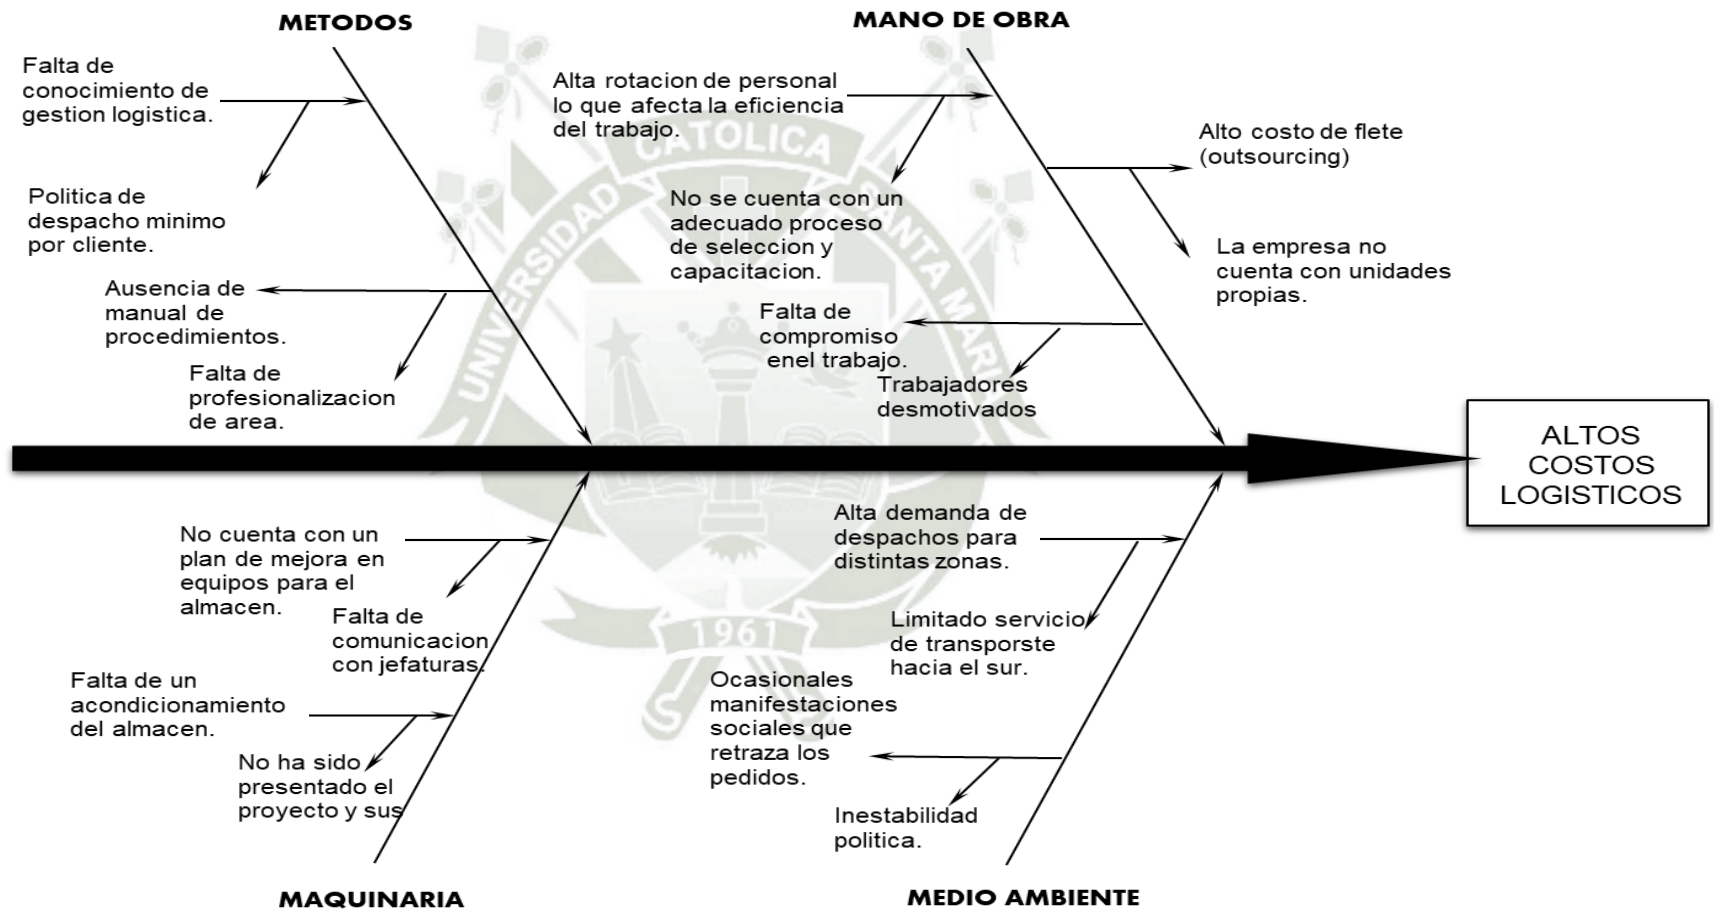 METODOS
Falta de
conocimiento de
gestion logistica.
Politica de
despacho minimo
por cliente.
Ausencia de
manual de
procedimientos.
Falta de
profesionalizacion
de area.
MANO DE OBRA
Alta rotacion de personal
lo que afecta la eficiencia
del trabajo.
No se cuenta con un
adecuado proceso
de seleccion y
capacitacion.
Falta de
compromiso
enel trabajo.
Trabajadores
desmotivados
Alto costo de flete
(outsourcing)
La empresa no
cuenta con unidades
propias.
ALTOS
COSTOS
LOGISTICOS
No cuenta con un
plan de mejora en
equipos para el
almacen.
Falta de
comunicacion
con jefaturas.
Falta de un
acondicionamiento
del almacen.
No ha sido
presentado el
proyecto y sus
MAQUINARIA
Alta demanda de
despachos para
distintas zonas.
Limitado servicio
de transporste
hacia el sur.
Ocasionales
manifestaciones
sociales que
retraza los
pedidos.
Inestabilidad
politica.
MEDIO AMBIENTE
UNIVERSIDAD CATOLICA SANTA MARIA
1961